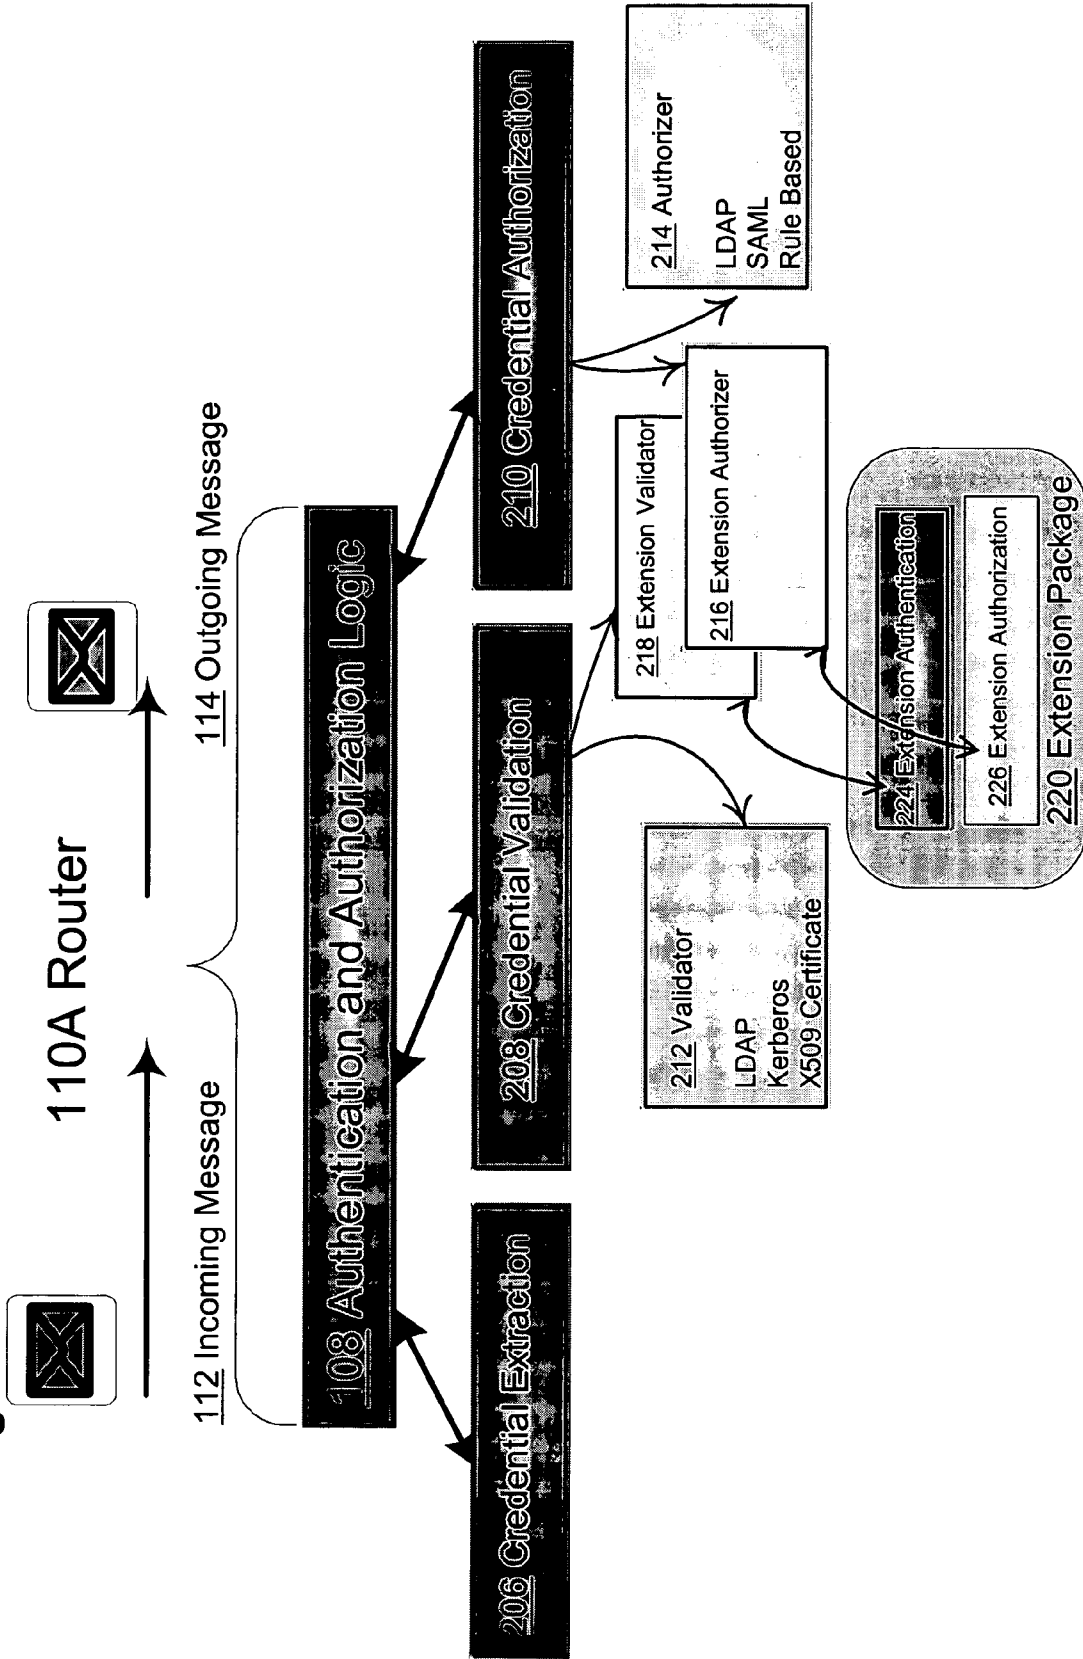 110A Router
112 Incoming Message
114 Outgoing Message
108 Authentication and Authorization Logic
206 Credential Extraction
208 Credential Validation
210 Credential Authorization
212 Validator
LDAP
Kerberos
X509 Certificate
218 Extension Validator
216 Extension Authorizer
214 Authorizer
LDAP
SAML
Rule Based
224 Extension Authentication
226 Extension Authorization
220 Extension Package